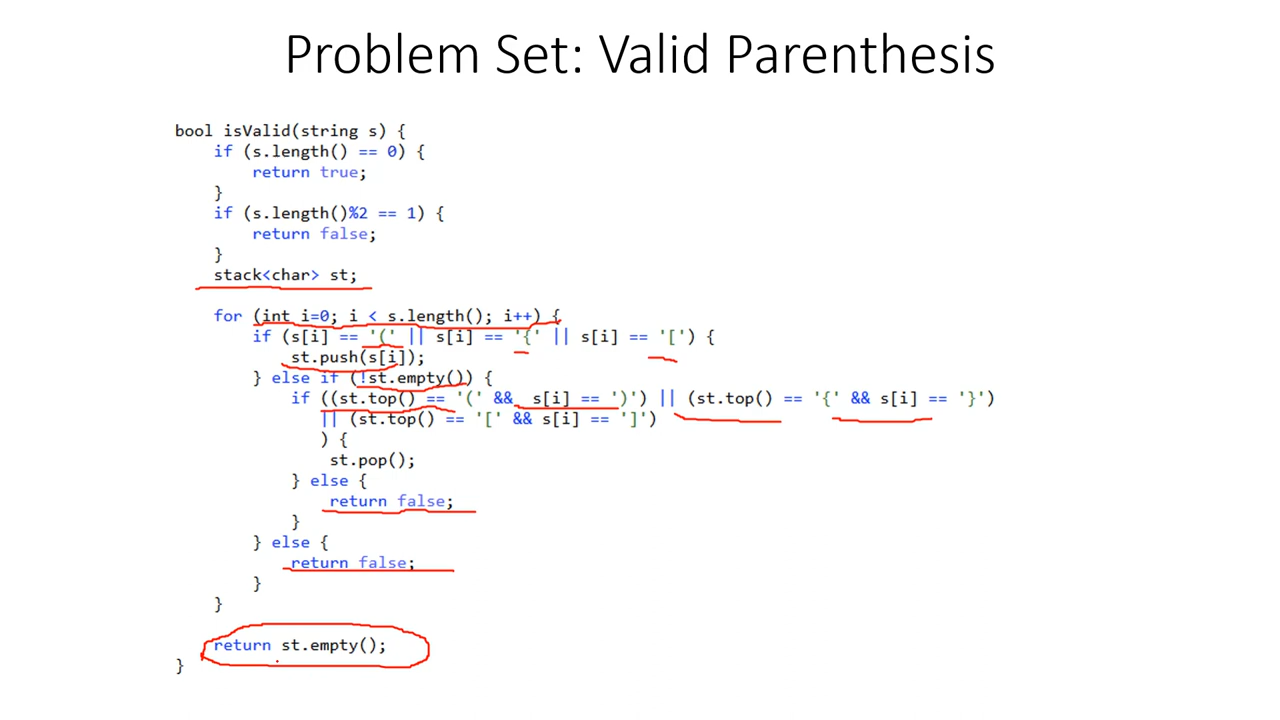 Problem Set: Valid Parenthesis
bool isValid(string s) {
if (s.length() == 0) {
return true;
}
if (s.length()%2 == 1) {
return false;
}
stack<char> st;
for (int i=0; i < s.length(); i++) {
if (s[i] == '(' || s[i] == '{' || s[i] == '[') {
st.push(s[i]);
} else if (!st.empty()) {
if ((st.top() == '(' && s[i] == ')') || (st.top() == '{' && s[i] == '}')
|| (st.top() == '[' && s[i] == ']')
) {
st.pop();
} else {
return false;
}
} else {
return false;
}
}
return st.empty();
}